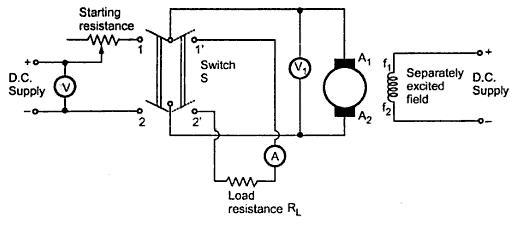 Starting
resistance
+
D.C.
Supply
V
−
1
2
1'
Switch
S
2'
A
Load
resistance R_L
V₁
A₁
A₂
f₁
f₂
Separately
excited
field
+
D.C.
Supply
−